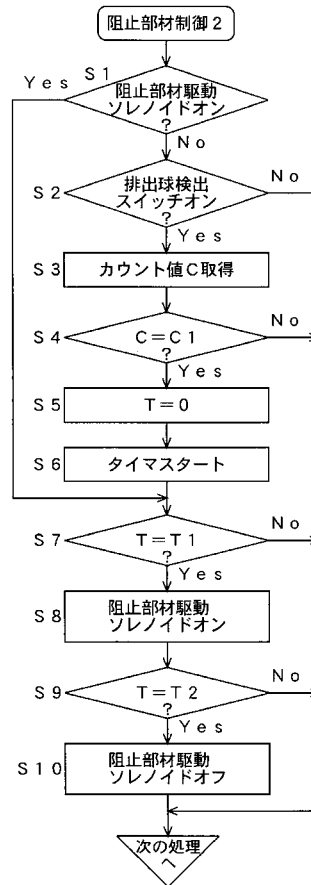 阻止部材制御2
Yes
S1
阻止部材駆動
ソレノイドオン
?
No
S2
排出球検出
スイッチオン
?
No
Yes
S3
カウント値C取得
S4
C=C1
?
No
Yes
S5
T=0
S6
タイマスタート
S7
T=T1
?
No
Yes
S8
阻止部材駆動
ソレノイドオン
S9
T=T2
?
No
Yes
S10
阻止部材駆動
ソレノイドオフ
次の処理
へ